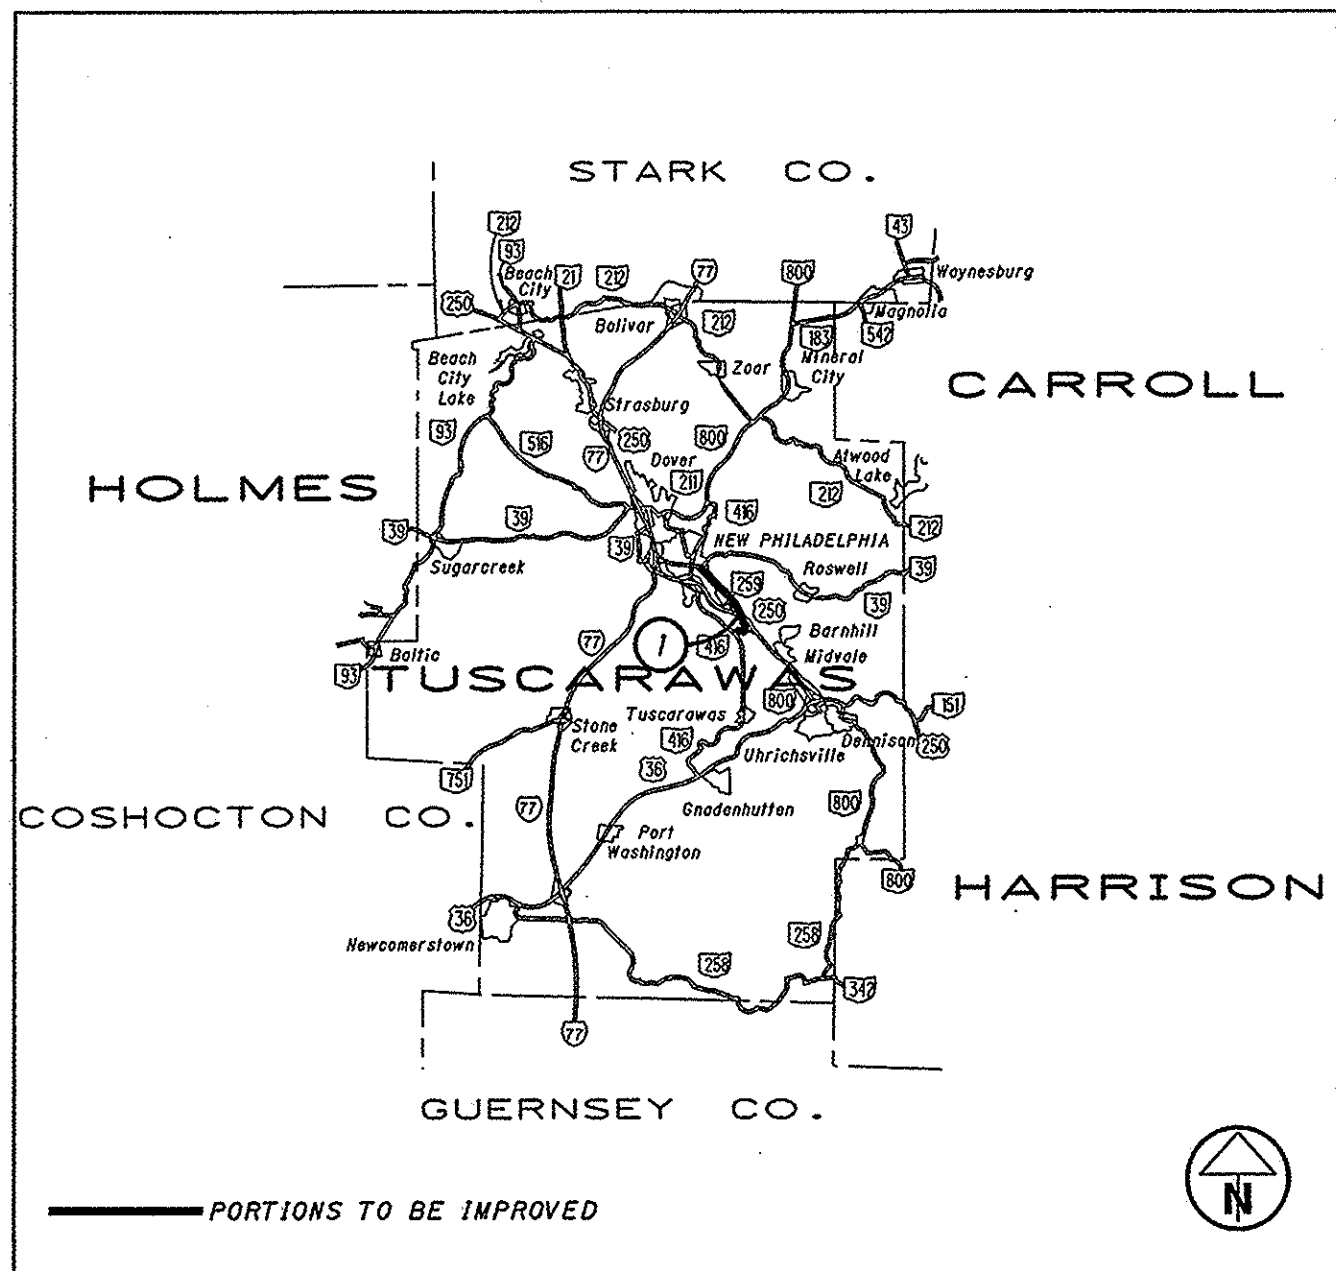 STARK CO.
212
43
93
Beach
City
21
212
77
800
Waynesburg
250
Bolivar
212
183
Magnolia
542
Beach
City
Lake
Zoar
Mineral
City
CARROLL
Strasburg
93
516
250
800
77
Dover
Atwood
Lake
211
HOLMES
212
39
39
416
212
39
NEW PHILADELPHIA
Sugarcreek
Roswell
39
259
39
250
77
1
416
Barnhill
Baltic
Midvale
93
TUSCARAWAS
800
151
Stone
Creek
Tuscarawas
416
Dennison
250
Uhrichsville
751
36
77
Gnadenhutten
800
COSHOCTON CO.
Port
Washington
800
HARRISON
36
Newcomerstown
258
258
342
77
GUERNSEY CO.
N
PORTIONS TO BE IMPROVED